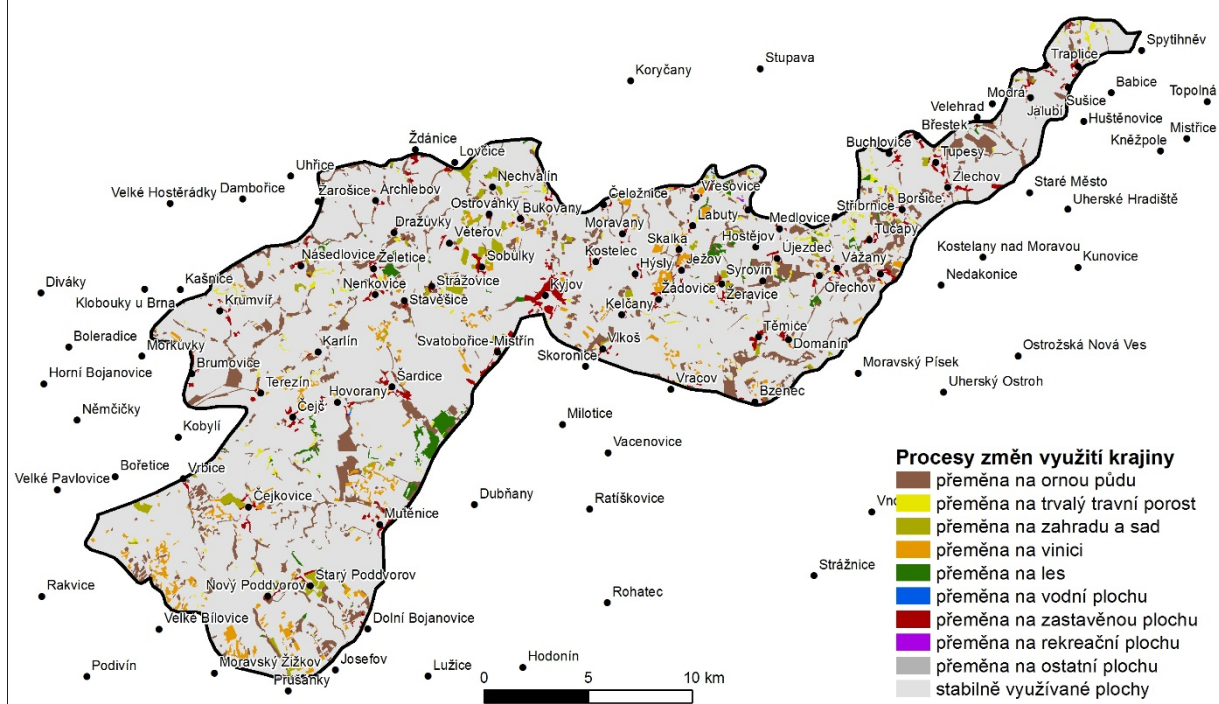 Spytihněv
Traplice
Stupava
Koryčany
Babice
Topolná
Modrá
Jalubí
Sušice
Velehrad
Huštěnovice
Břestek
Mistřice
Kněžpole
Ždánice
Buchlovice
Lovčice
Tupesy
Uhřice
Nechvalín
Zlechov
Velké Hostěrádky
Dambořice
Žarošice
Archlebov
Čeložnice
Vřesovice
Staré Město
Ostrovánky
Bukovany
Stříbrnice
Boršice
Uherské Hradiště
Labuty
Medlovice
Dražůvky
Moravany
Tučapy
Věteřov
Skalka
Hostějov
Újezdec
Kostelany nad Moravou
Kunovice
Nasedlovice
Želetice
Sobůlky
Kostelec
Hýsly
Ježov
Syrovín
Vážany
Nedakonice
Diváky
Kašnice
Klobouky u Brna
Nenkovice
Strážovice
Stavěšice
Kyjov
Žádovice
Žeravice
Ořechov
Krumvíř
Kelčany
Boleradice
Morkůvky
Karlín
Svatobořice-Mistřín
Vlkoš
Těmice
Domanín
Ostrožská Nová Ves
Skoronice
Moravský Písek
Brumovice
Horní Bojanovice
Terezín
Šardice
Vracov
Bzenec
Uherský Ostroh
Hovorany
Čejč
Němčičky
Kobylí
Milotice
Vacenovice
Bořetice
Vrbice
Velké Pavlovice
Čejkovice
Dubňany
Ratíškovice
Mutěnice
Strážnice
Starý Poddvorov
Nový Poddvorov
Rakvice
Rohatec
Velké Bílovice
Dolní Bojanovice
Podivín
Moravský Žižkov
Josefov
Lužice
Hodonín
Prušánky
0 5 10 km
Procesy změn využití krajiny
přeměna na ornou půdu
přeměna na trvalý travní porost
přeměna na zahradu a sad
přeměna na vinici
přeměna na les
přeměna na vodní plochu
přeměna na zastavěnou plochu
přeměna na rekreační plochu
přeměna na ostatní plochu
stabilně využívané plochy